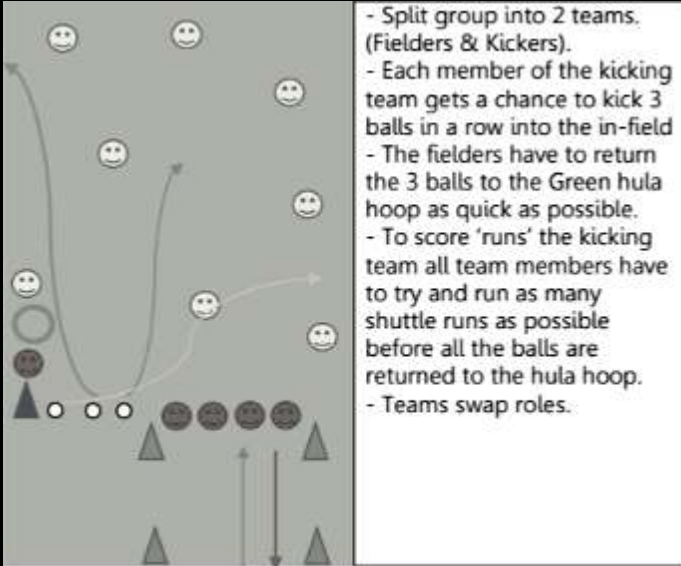 - Split group into 2 teams.
(Fielders & Kickers).
- Each member of the kicking
team gets a chance to kick 3
balls in a row into the in-field
- The fielders have to return
the 3 balls to the Green hula
hoop as quick as possible.
- To score ‘runs’ the kicking
team all team members have
to try and run as many
shuttle runs as possible
before all the balls are
returned to the hula hoop.
- Teams swap roles.